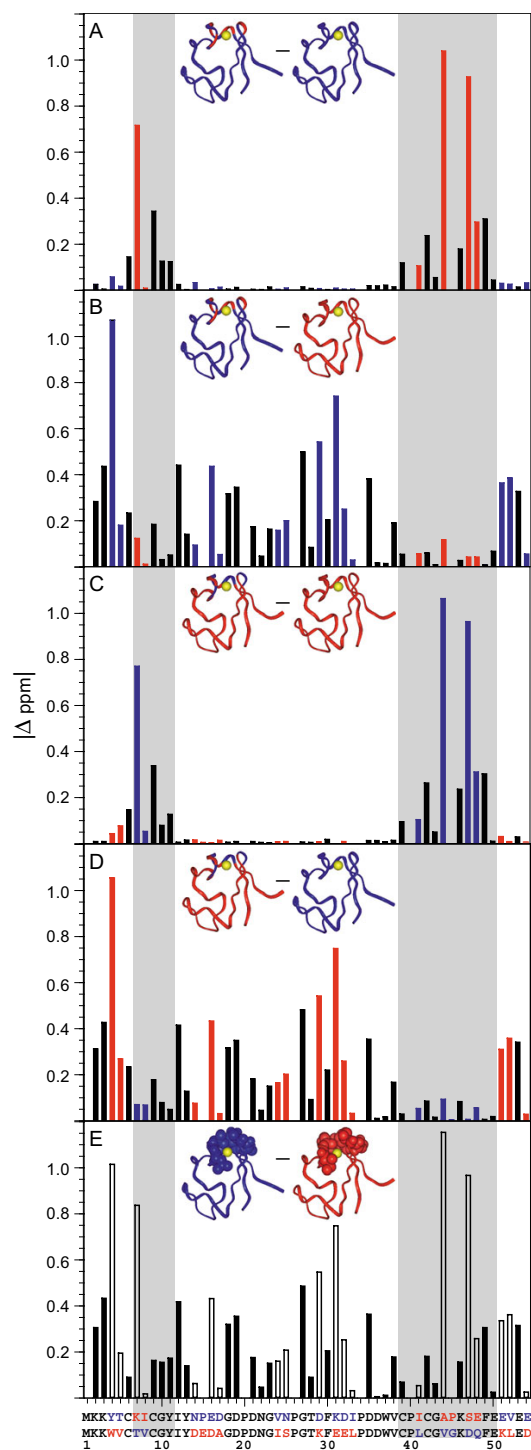 A
1.0
0.8
0.6
0.4
0.2
B
1.0
0.8
0.6
0.4
0.2
C
1.0
0.8
0.6
0.4
0.2
|Δ ppm|
D
1.0
0.8
0.6
0.4
0.2
E
1.0
0.8
0.6
0.4
0.2
MKKYTCKICGYIYNPEDGDPDNGVNPGTDFKDIPDDWVCPICGAPKSEFEEVEE
MKKWVCTVCGYIYDEDAGDPDNGISPGTKFEELPDDWVCPLCGVGKDQFEKLED
1 10 20 30 40 50